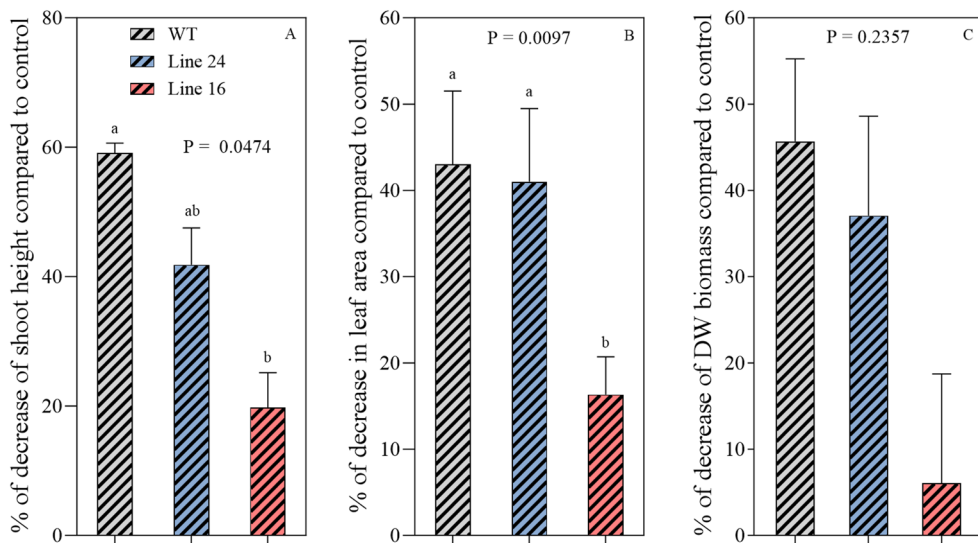 % of decrease of shoot height compared to control
80
60
40
20
0
WT
Line 24
Line 16
A
P = 0.0474
a
ab
b
% of decrease in leaf area compared to control
60
50
40
30
20
10
0
P = 0.0097
B
a
a
b
% of decrease of DW biomass compared to control
60
50
40
30
20
10
0
P = 0.2357
C